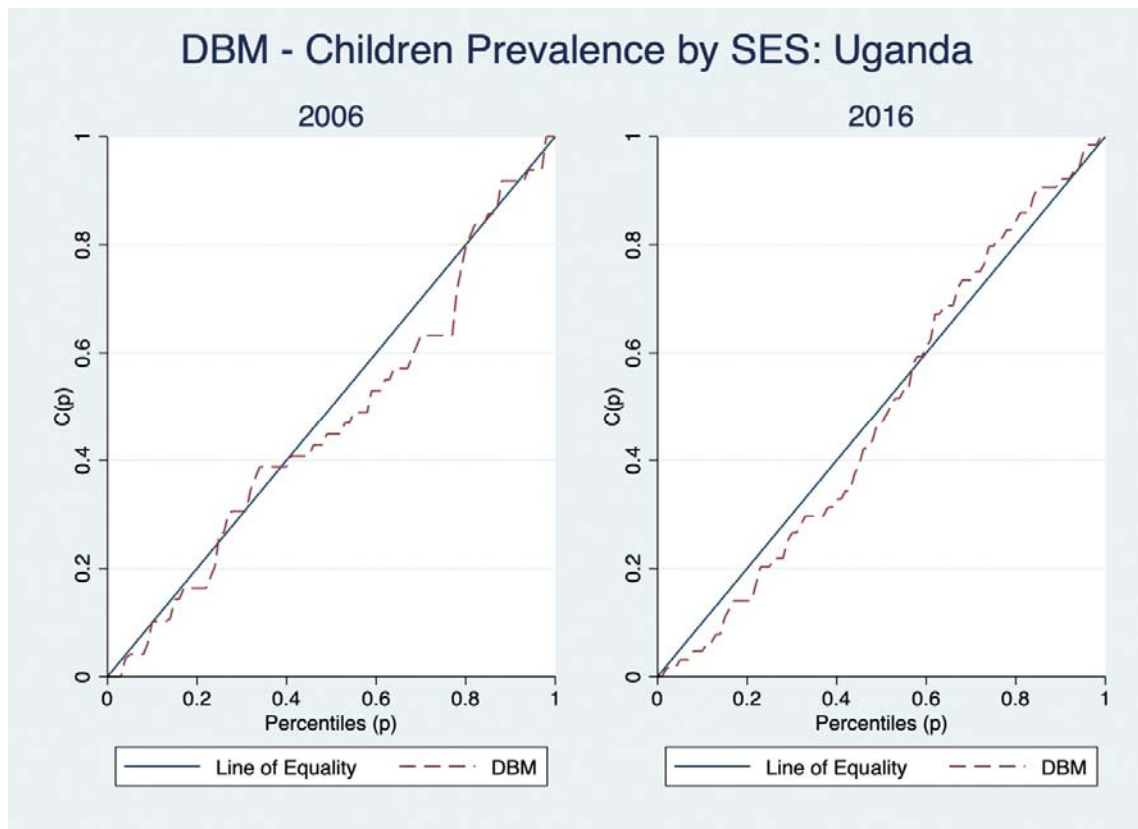 DBM - Children Prevalence by SES: Uganda
2006
1
0.8
0.6
0.4
0.2
0
C(p)
0 0.2 0.4 0.6 0.8 1
Percentiles (p)
Line of Equality DBM
2016
1
0.8
0.6
0.4
0.2
0
C(p)
0 0.2 0.4 0.6 0.8 1
Percentiles (p)
Line of Equality DBM